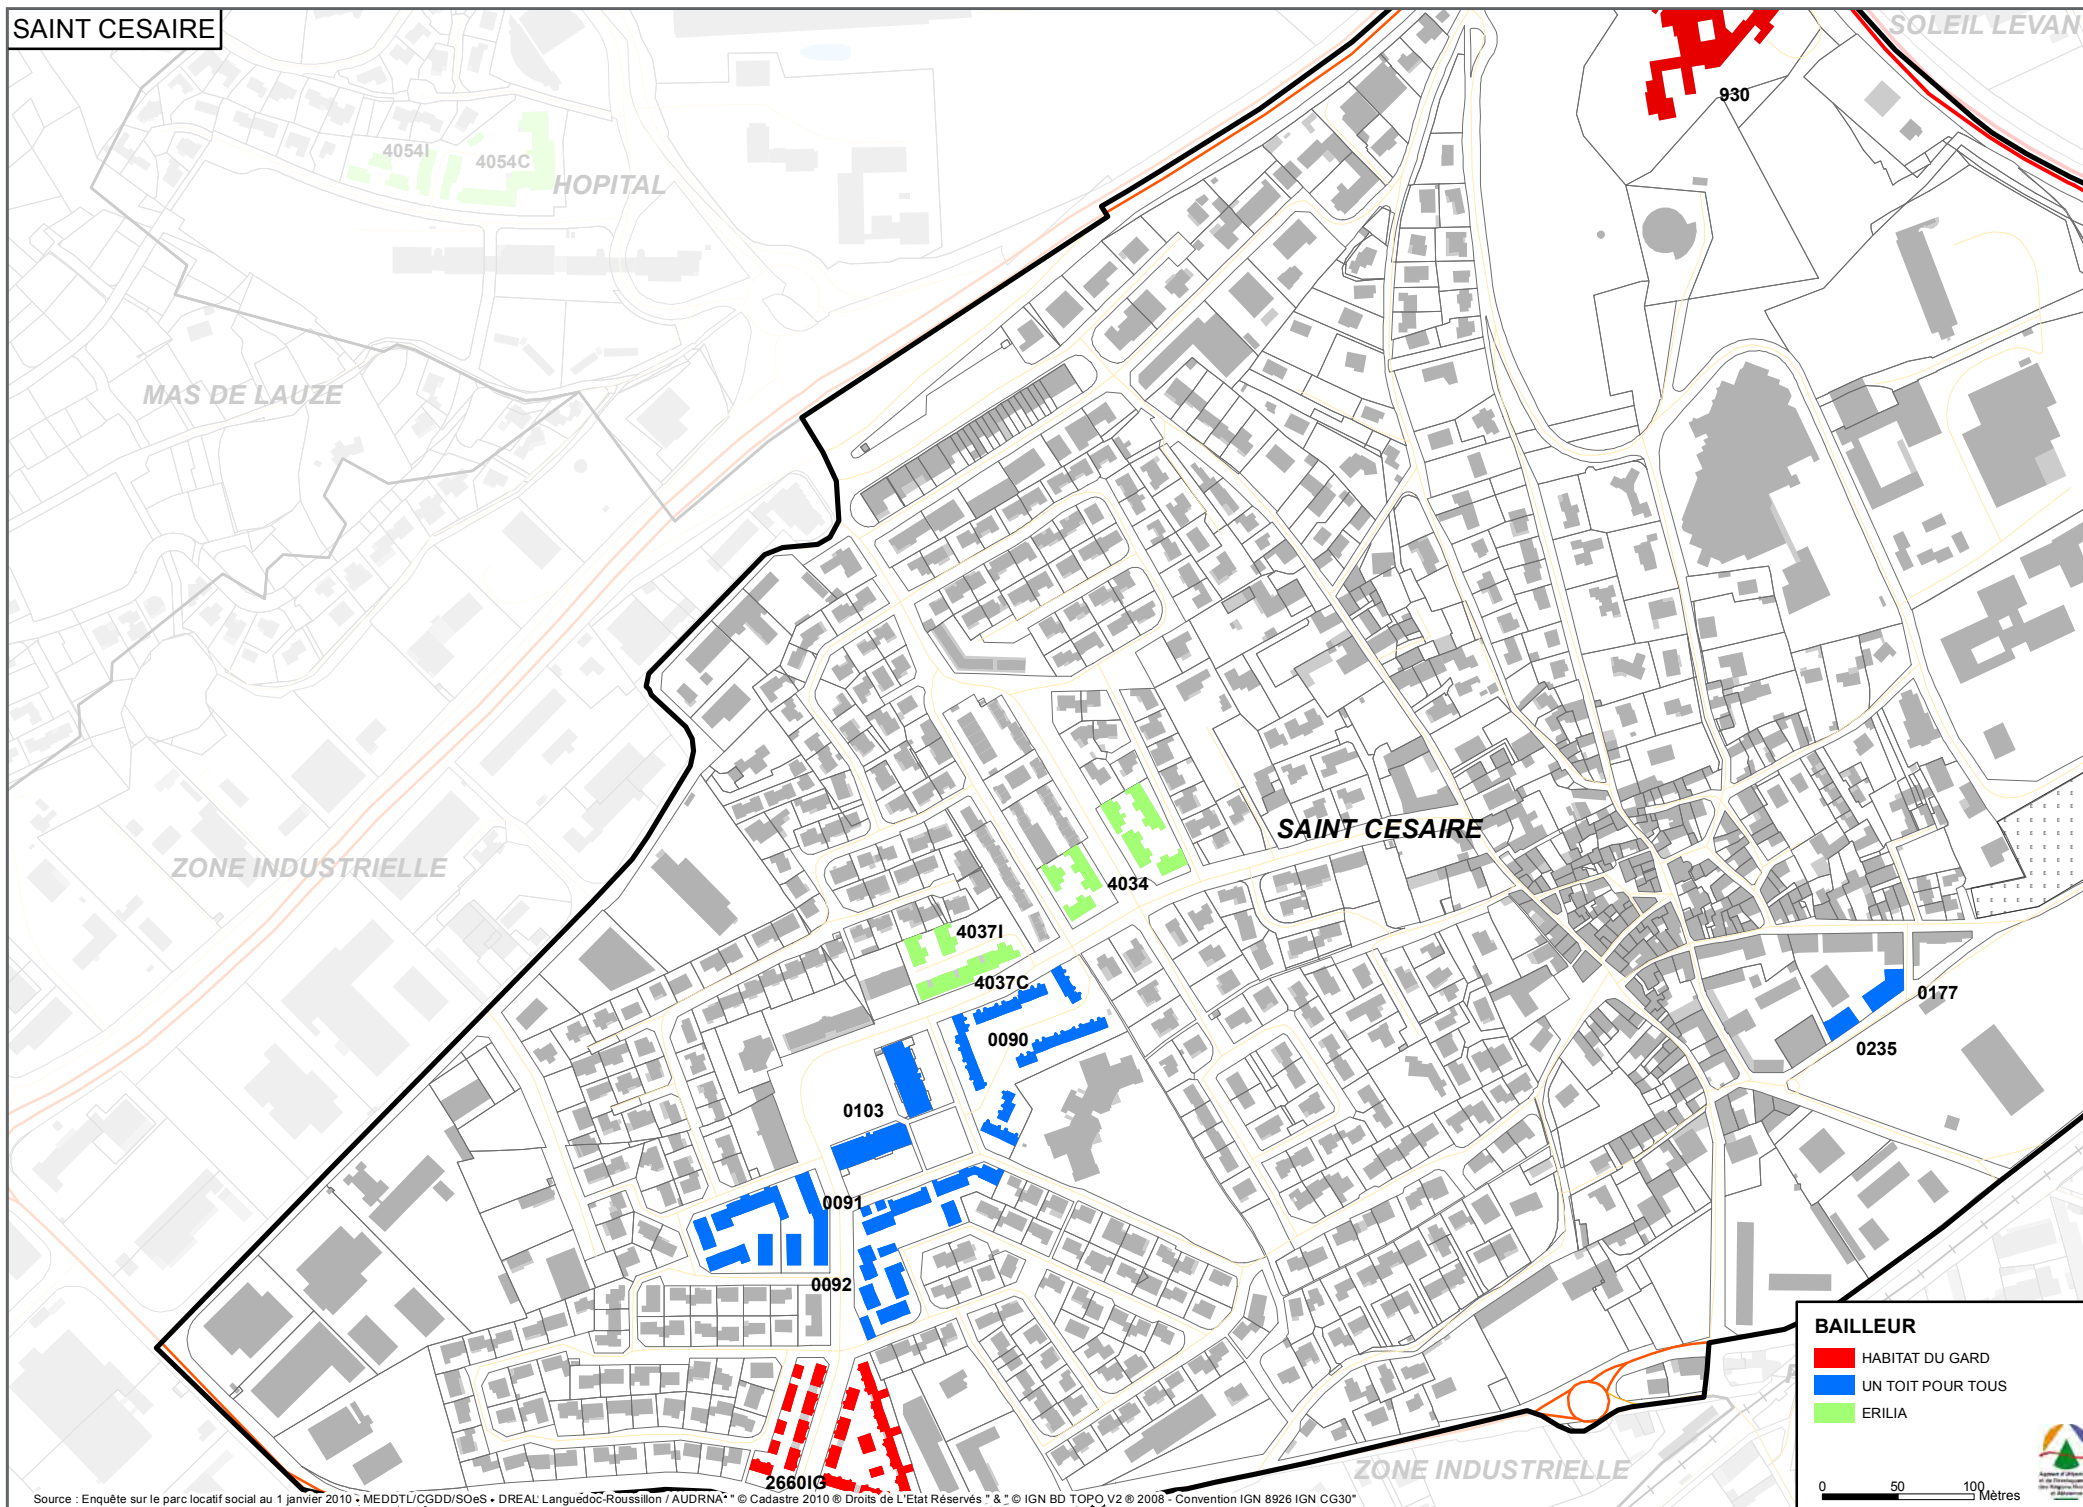 SAINT CESAIRE
SOLEIL LEVAN
930
4054I
4054C
HOPITAL
MAS DE LAUZE
SAINT CESAIRE
ZONE INDUSTRIELLE
4034
4037I
4037C
0177
0090
0235
0103
0091
0092
BAILLEUR
HABITAT DU GARD
UN TOIT POUR TOUS
ERILIA
ZONE INDUSTRIELLE
2660IG
0 50 100 Mètres
Source : Enquête sur le parc locatif social au 1 janvier 2010 • MEDDTL/CGDD/SOeS • DREAL Languedoc-Roussillon / AUDRNA " © Cadastre 2010 ® Droits de L'Etat Réservés " & " © IGN BD TOPO V2 ® 2008 - Convention IGN 8926 IGN CG30"